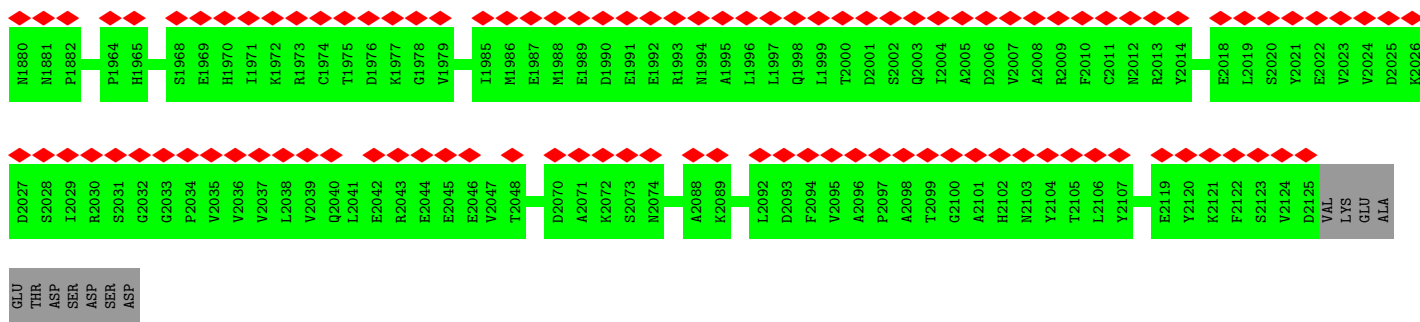 N1880 N1881 P1882 P1964 H1965 S1968 E1969 H1970 I1971 K1972 R1973 C1974 T1975 D1976 K1977 G1978 V1979 I1985 M1986 E1987 M1988 E1989 D1990 E1991 E1992 R1993 N1994 A1995 L1996 L1997 Q1998 L1999 T2000 D2001 S2002 Q2003 I2004 A2005 D2006 V2007 A2008 R2009 F2010 C2011 N2012 R2013 Y2014 E2018 L2019 S2020 Y2021 E2022 V2023 V2024 D2025 K2026
D2027 S2028 I2029 R2030 S2031 G2032 G2033 P2034 V2035 V2036 V2037 L2038 V2039 Q2040 L2041 E2042 R2043 E2044 E2045 E2046 V2047 T2048 D2070 A2071 K2072 S2073 N2074 A2088 K2089 L2092 D2093 F2094 V2095 A2096 P2097 A2098 T2099 G2100 A2101 H2102 N2103 Y2104 T2105 L2106 Y2107 E2119 Y2120 K2121 F2122 S2123 V2124 D2125 VAL LYS GLU ALA
GLU THR ASP SER ASP SER ASP